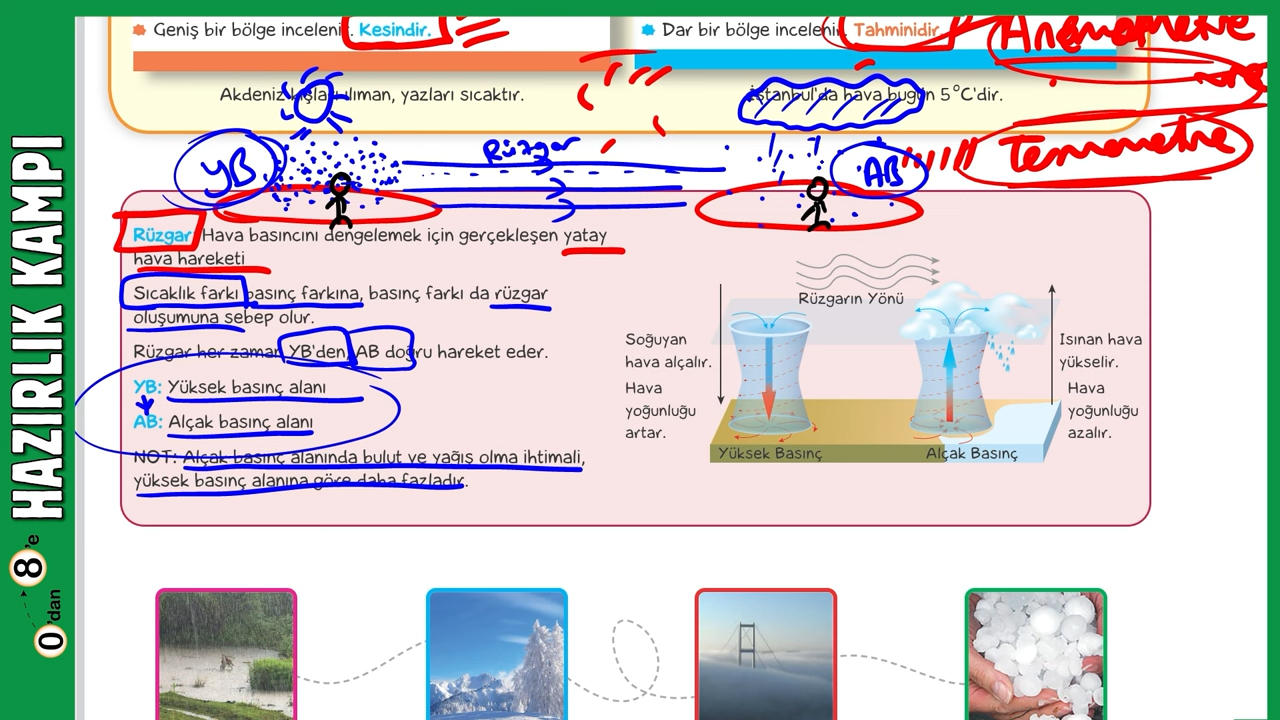 Geniş bir bölge incelenir. Kesindir.
Dar bir bölge incelenir. Tahminidir
Anemometre
Akdeniz kışları ılıman, yazları sıcaktır.
İstanbul'da hava bugün 5°C'dir.
Termometre
YB
Rüzgar
AB
Rüzgar: Hava basıncını dengelemek için gerçekleşen yatay
hava hareketi
Sıcaklık farkı basınç farkına, basınç farkı da rüzgar
oluşumuna sebep olur.
Rüzgar her zaman YB'den, AB doğru hareket eder.
YB: Yüksek basınç alanı
AB: Alçak basınç alanı
NOT: Alçak basınç alanında bulut ve yağış olma ihtimali,
yüksek basınç alanına göre daha fazladır.
Rüzgarın Yönü
Soğuyan
hava alçalır.
Hava
yoğunluğu
artar.
Isınan hava
yükselir.
Hava
yoğunluğu
azalır.
Yüksek Basınç
Alçak Basınç
0'dan 8'e
HAZIRLIK KAMPI